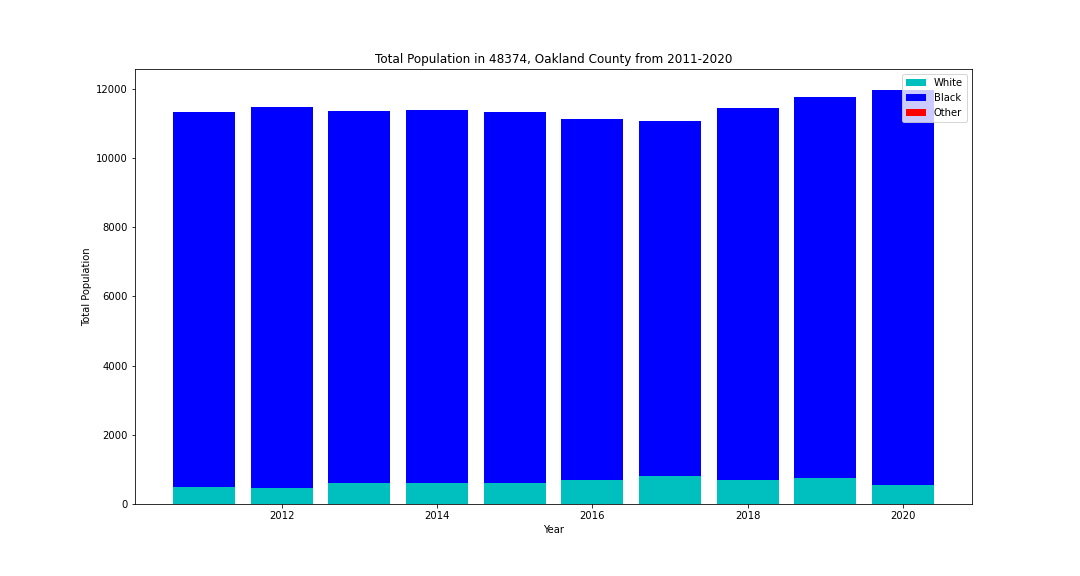 Total Population in 48374, Oakland County from 2011-2020
White
Black
Other
12000
10000
8000
6000
4000
2000
0
Total Population
2012
2014
2016
2018
2020
Year